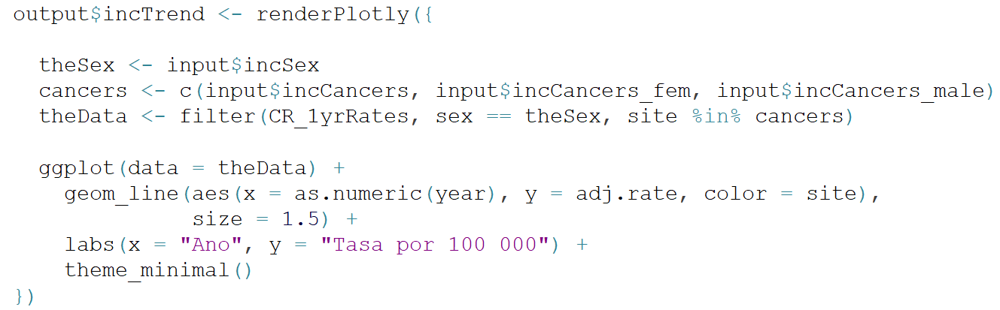 output$incTrend <- renderPlotly({
theSex <- input$incSex
cancers <- c(input$incCancers, input$incCancers_fem, input$incCancers_male)
theData <- filter(CR_1yrRates, sex == theSex, site %in% cancers)
ggplot(data = theData) +
geom_line(aes(x = as.numeric(year), y = adj.rate, color = site),
size = 1.5) +
labs(x = "Ano", y = "Tasa por 100 000") +
theme_minimal()
})